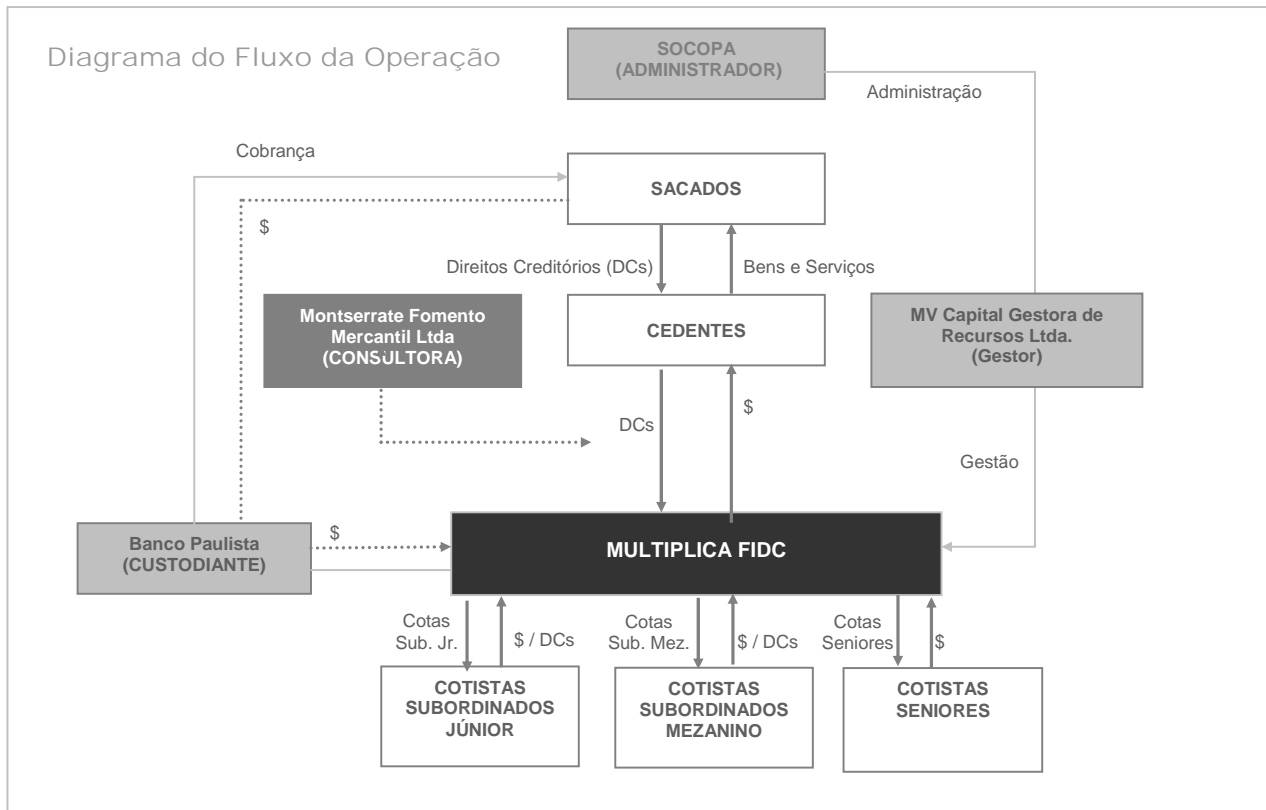 Diagrama do Fluxo da Operação
SOCOPA
(ADMINISTRADOR)
Administração
Cobrança
SACADOS
$
Direitos Creditórios (DCs)
Bens e Serviços
Montserrate Fomento
Mercantil Ltda
(CONSULTORA)
CEDENTES
MV Capital Gestora de
Recursos Ltda.
(Gestor)
DCs
$
Gestão
Banco Paulista
(CUSTODIANTE)
$
MULTIPLICA FIDC
Cotas
Sub. Jr.
$ / DCs
Cotas
Sub. Mez.
$ / DCs
Cotas
Seniores
$
COTISTAS
SUBORDINADOS
JÚNIOR
COTISTAS
SUBORDINADOS
MEZANINO
COTISTAS
SENIORES